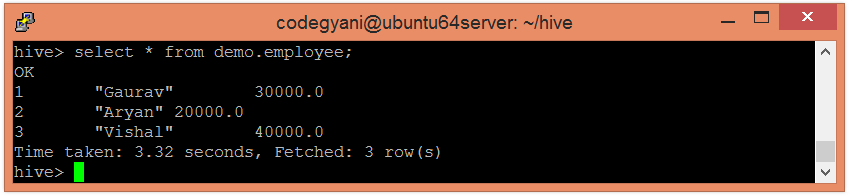 codegyani@ubuntu64server: ~/hive
hive> select * from demo.employee;
OK
1       "Gaurav"        30000.0
2       "Aryan" 20000.0
3       "Vishal"        40000.0
Time taken: 3.32 seconds, Fetched: 3 row(s)
hive>